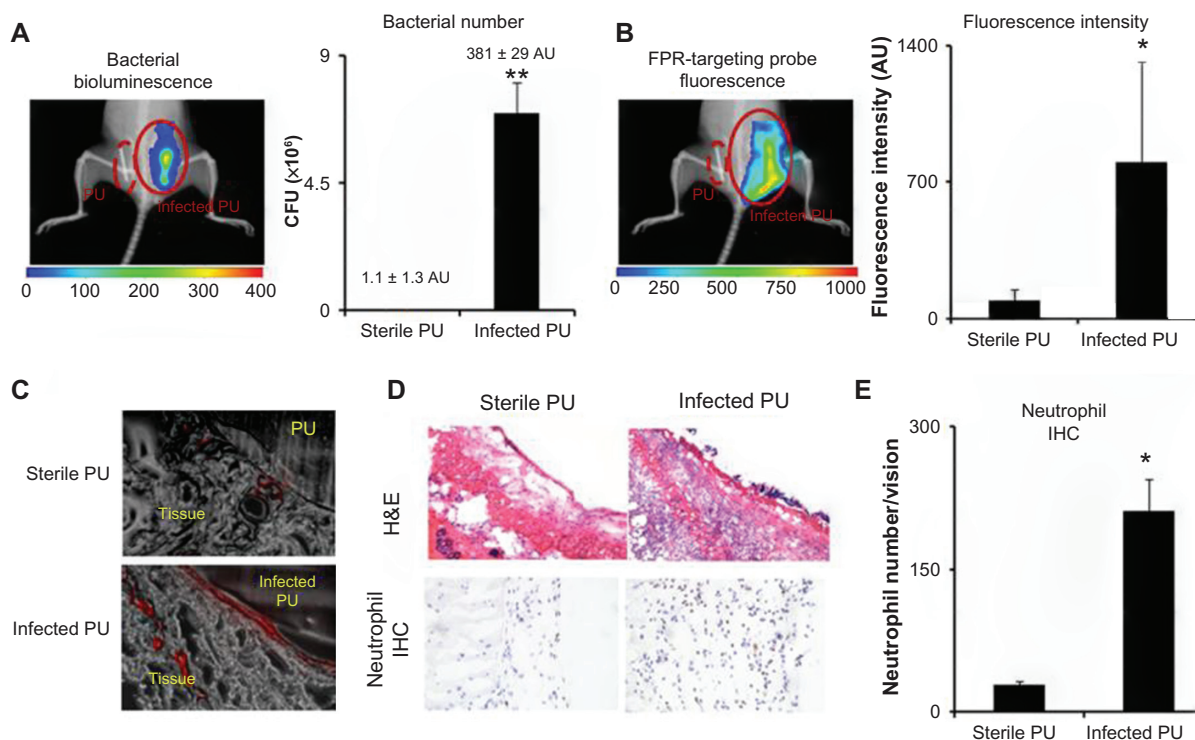 A
Bacterial
bioluminescence
PU
Infected PU
0 100 200 300 400
Bacterial number
CFU (×10⁶)
9
4.5
0
381 ± 29 AU
**
1.1 ± 1.3 AU
Sterile PU Infected PU
B
FPR-targeting probe
fluorescence
PU
Infecten PU
0 250 500 750 1000
Fluorescence intensity
Fluorescence intensity (AU)
1400
700
0
*
Sterile PU Infected PU
C
Sterile PU
PU
Tissue
Infected PU
Infected
PU
Tissue
D
Sterile PU Infected PU
H&E
Neutrophil
IHC
E
Neutrophil
IHC
Neutrophil number/vision
300
150
0
*
Sterile PU Infected PU